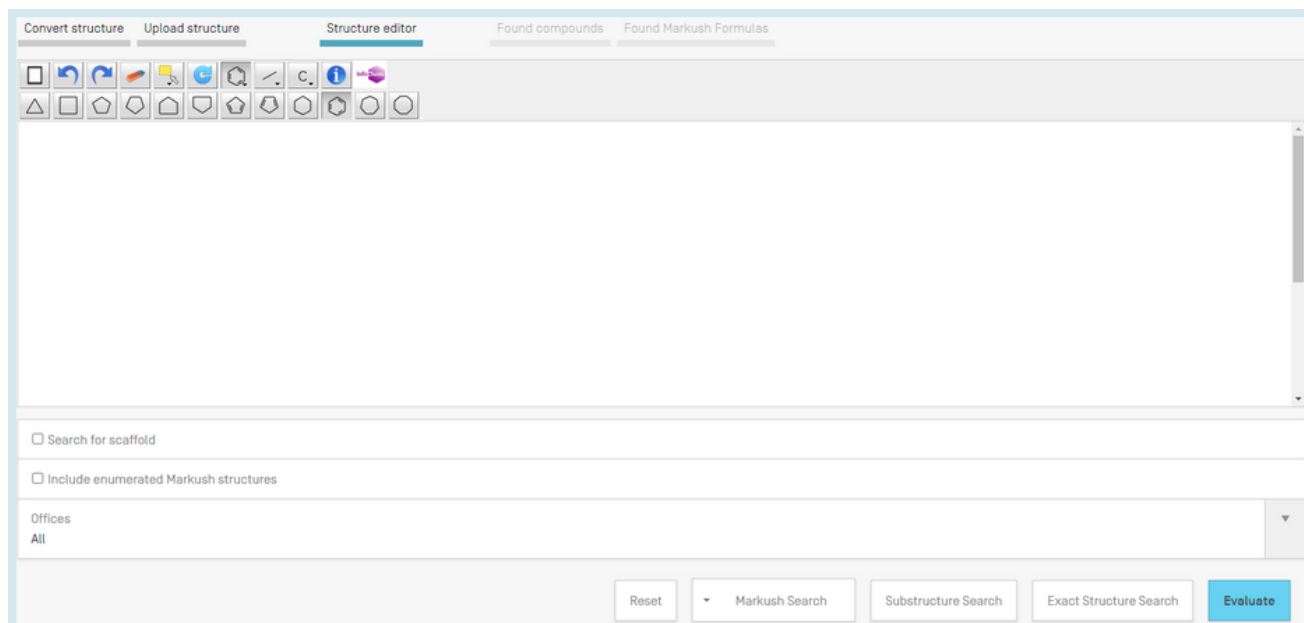 Convert structure Upload structure Structure editor Found compounds Found Markush Formulas
C
Search for scaffold
Include enumerated Markush structures
Offices
All
Reset Markush Search Substructure Search Exact Structure Search Evaluate